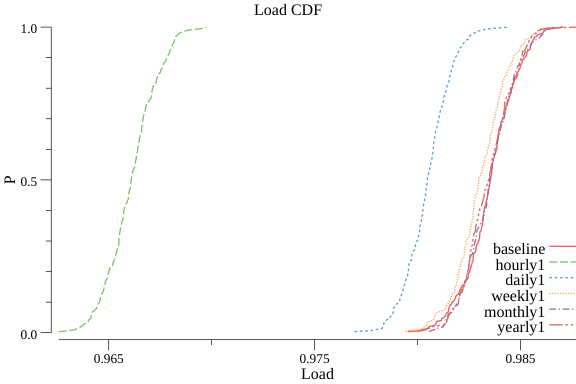 Load CDF
1.0
P
0.5
0.0
baseline
hourly1
daily1
weekly1
monthly1
yearly1
0.965
0.975
0.985
Load